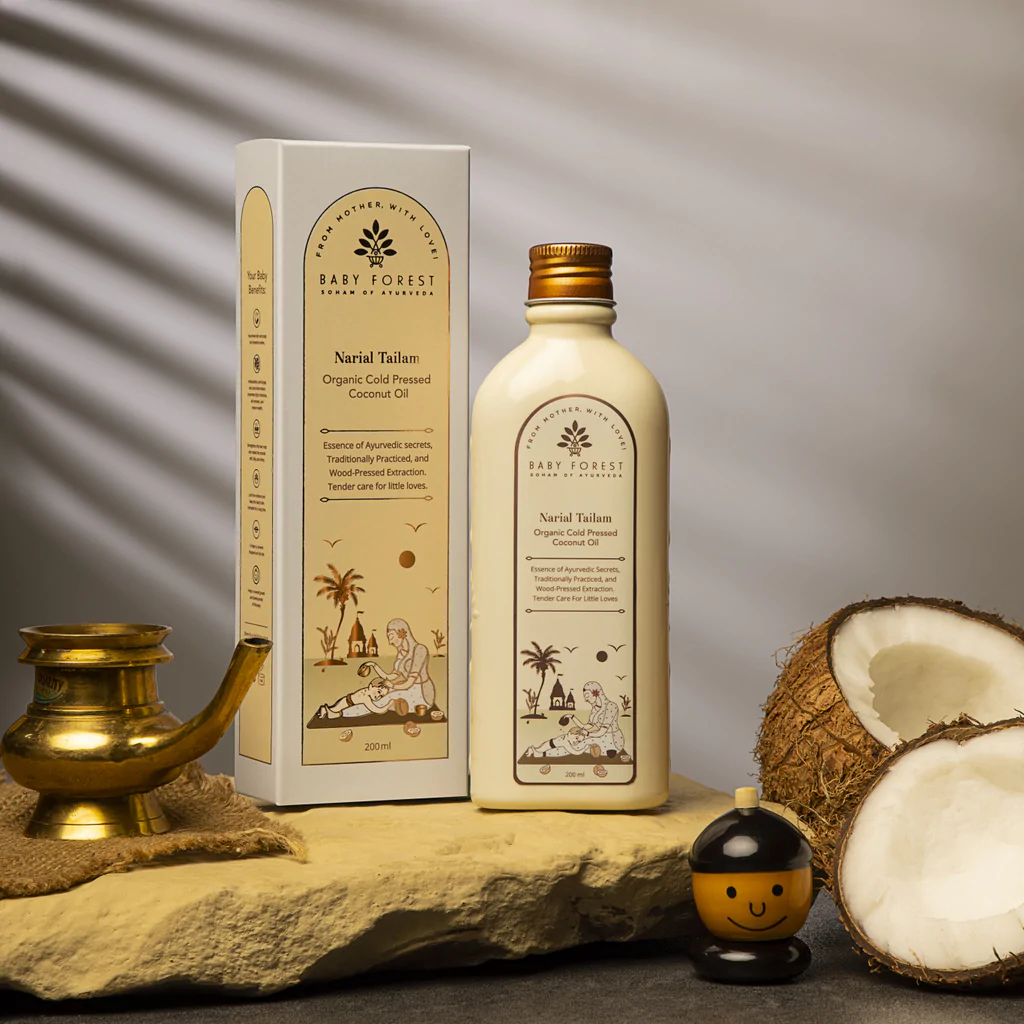 Your Baby
Benefits:
FROM MOTHER, WITH LOVE!
BABY FOREST
SOHAM OF AYURVEDA
Narial Tailam
Organic Cold Pressed
Coconut Oil
Essence of Ayurvedic secrets,
Traditionally Practiced, and
Wood-Pressed Extraction.
Tender care for little loves.
200ml
FROM MOTHER, WITH LOVE!
BABY FOREST
SOHAM OF AYURVEDA
Narial Tailam
Organic Cold Pressed
Coconut Oil
Essence of Ayurvedic Secrets,
Traditionally Practiced, and
Wood-Pressed Extraction.
Tender Care For Little Loves
200 ml